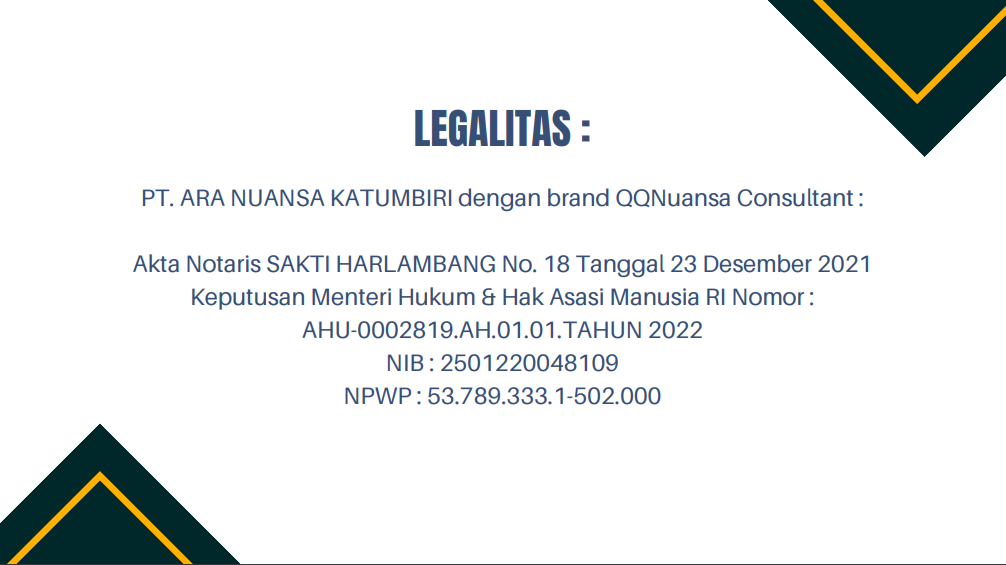 LEGALITAS :
PT. ARA NUANSA KATUMBIRI dengan brand QQNuansa Consultant :
Akta Notaris SAKTI HARLAMBANG No. 18 Tanggal 23 Desember 2021
Keputusan Menteri Hukum & Hak Asasi Manusia RI Nomor :
AHU-0002819.AH.01.01.TAHUN 2022
NIB : 2501220048109
NPWP : 53.789.333.1-502.000